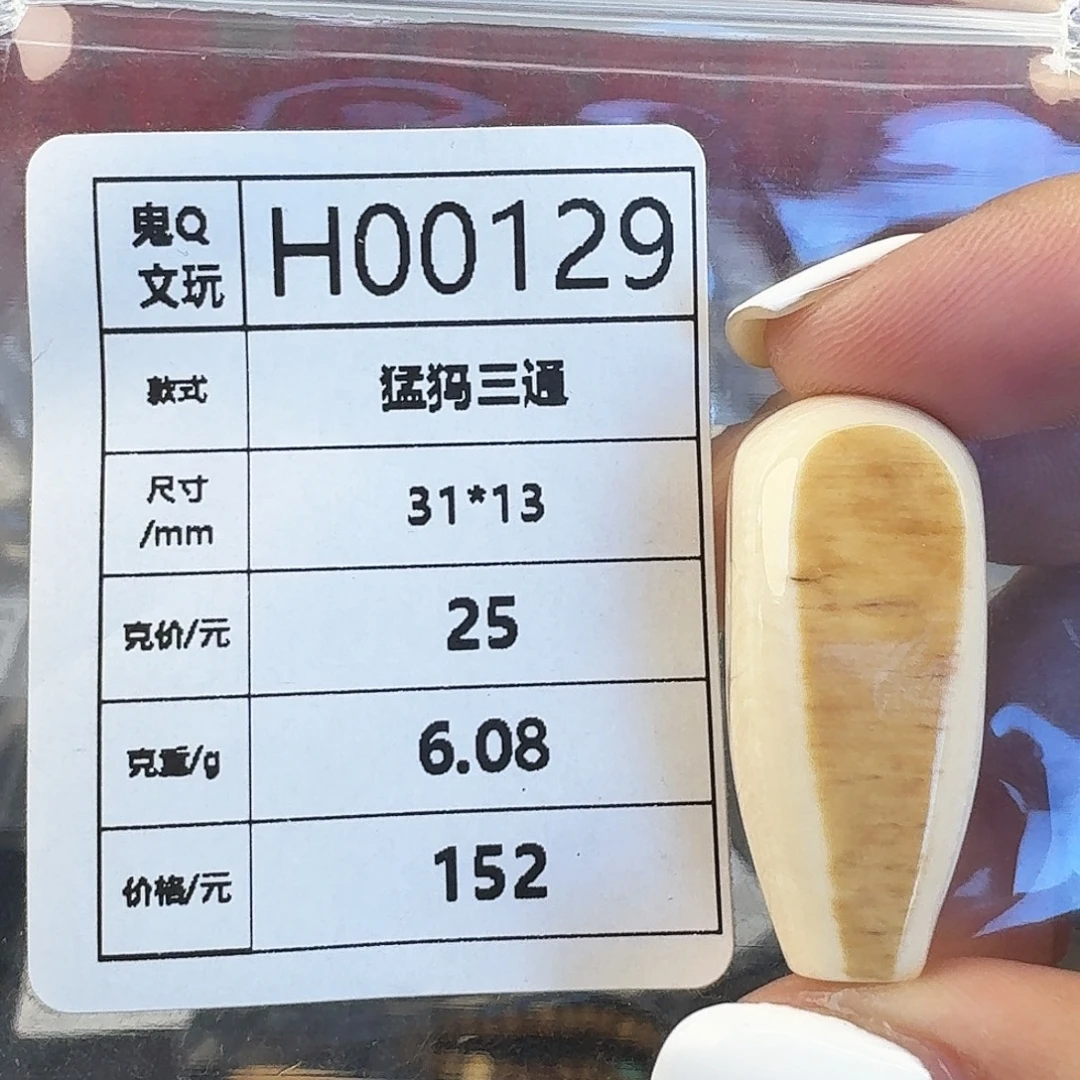 鬼Q
文玩
H00129
款式
猛犸三通
尺寸
/mm
31*13
克价/元
25
克重/g
6.08
价格/元
152